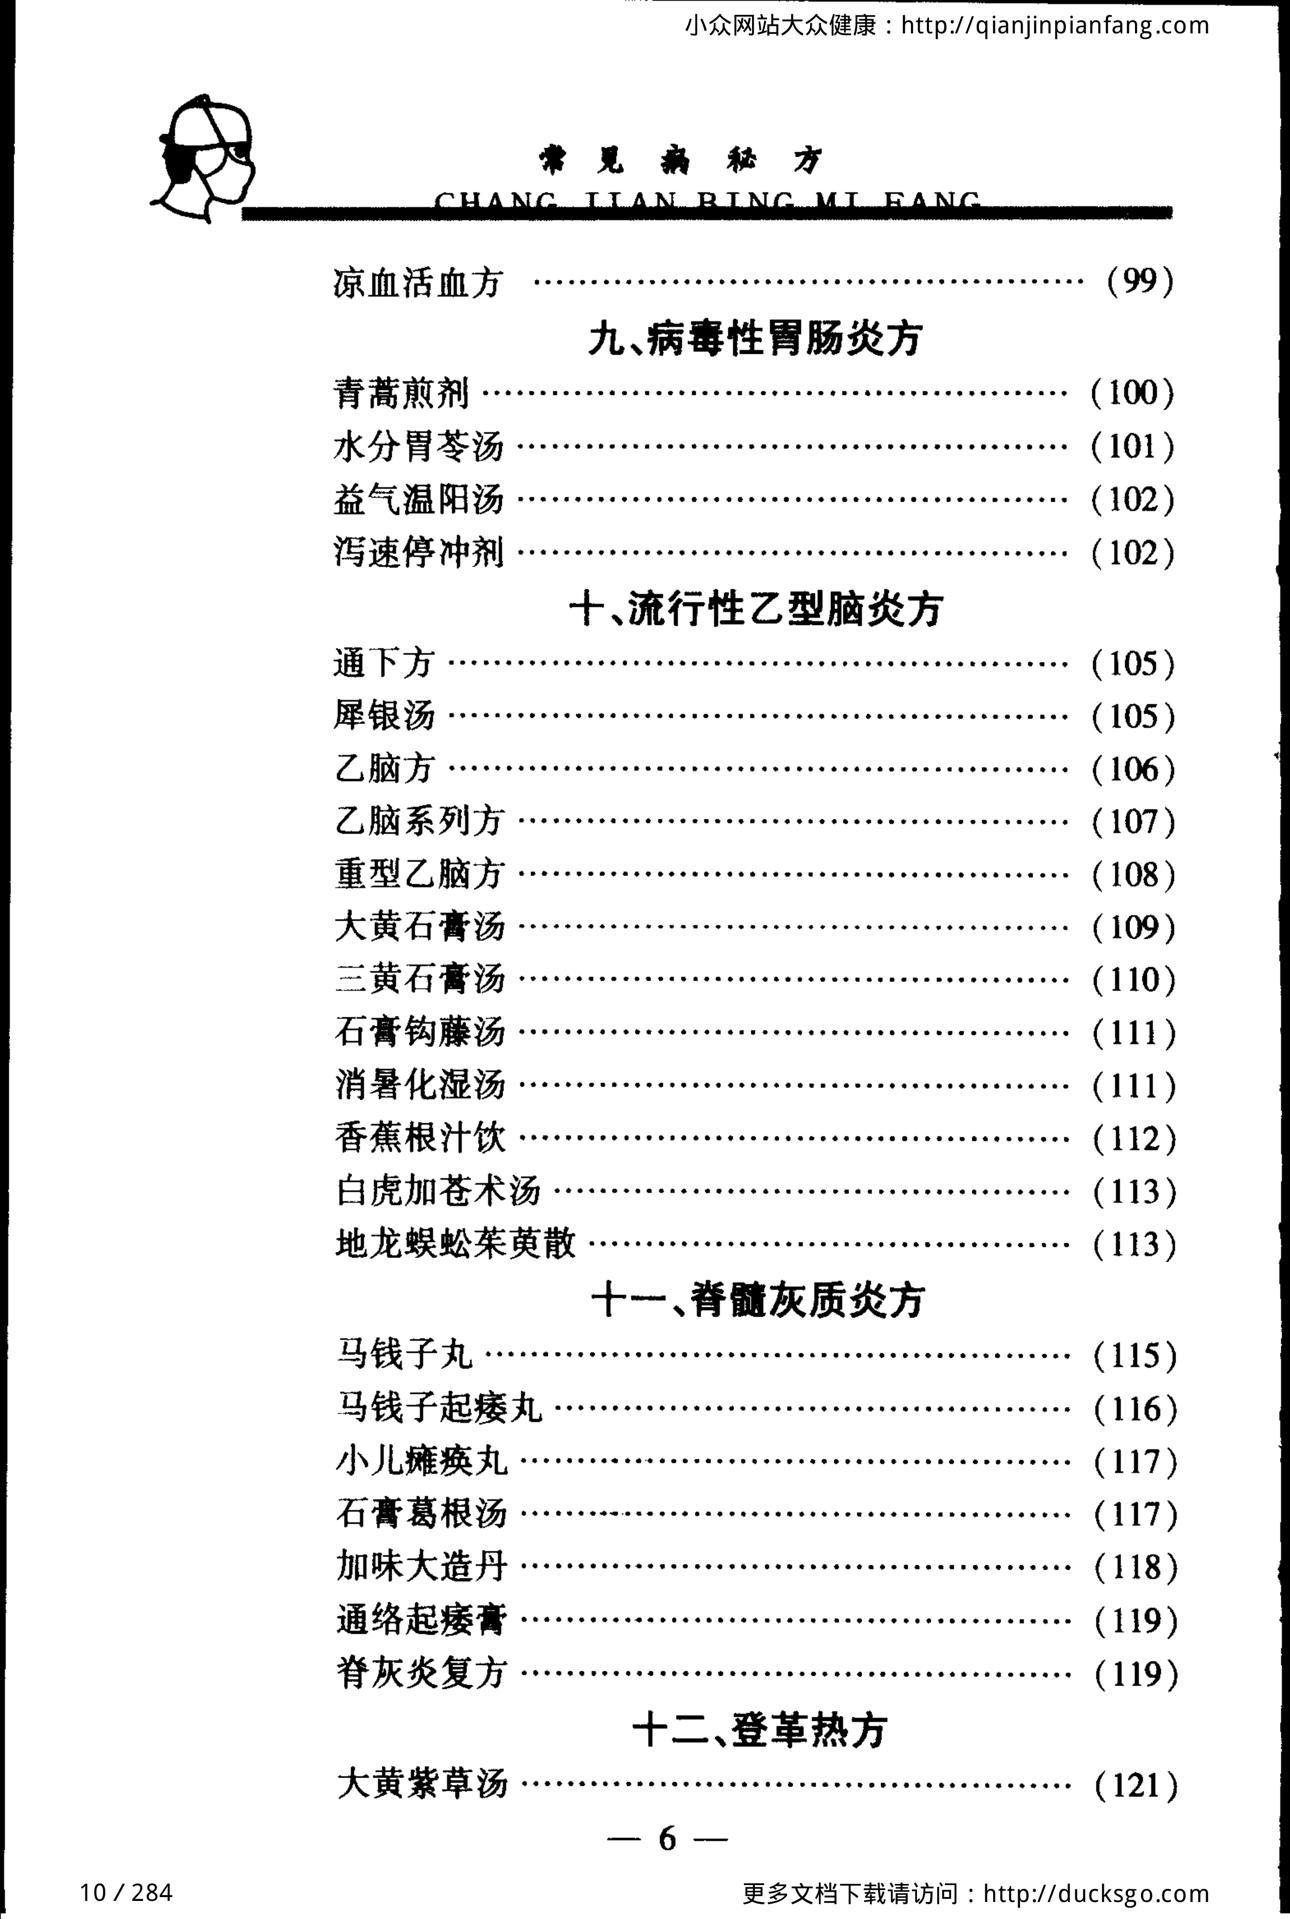 小众网站大众健康：http://qianjinpianfang.com
常见病秘方
CHANG JIAN BING MI FANG
凉血活血方 …………………………………………… (99)
九、病毒性胃肠炎方
青蒿煎剂 …………………………………………… (100)
水分胃苓汤 …………………………………………… (101)
益气温阳汤 …………………………………………… (102)
泻速停冲剂 …………………………………………… (102)
十、流行性乙型脑炎方
通下方 …………………………………………… (105)
犀银汤 …………………………………………… (105)
乙脑方 …………………………………………… (106)
乙脑系列方 …………………………………………… (107)
重型乙脑方 …………………………………………… (108)
大黄石膏汤 …………………………………………… (109)
三黄石膏汤 …………………………………………… (110)
石膏钩藤汤 …………………………………………… (111)
消暑化湿汤 …………………………………………… (111)
香蕉根汁饮 …………………………………………… (112)
白虎加苍术汤 …………………………………………… (113)
地龙蜈蚣茱萸散 …………………………………………… (113)
十一、脊髓灰质炎方
马钱子丸 …………………………………………… (115)
马钱子起痿丸 …………………………………………… (116)
小儿瘫痪丸 …………………………………………… (117)
石膏葛根汤 …………………………………………… (117)
加味大造丹 …………………………………………… (118)
通络起痿膏 …………………………………………… (119)
脊灰炎复方 …………………………………………… (119)
十二、登革热方
大黄紫草汤 …………………………………………… (121)
— 6 —
10 / 284
更多文档下载请访问：http://ducksgo.com